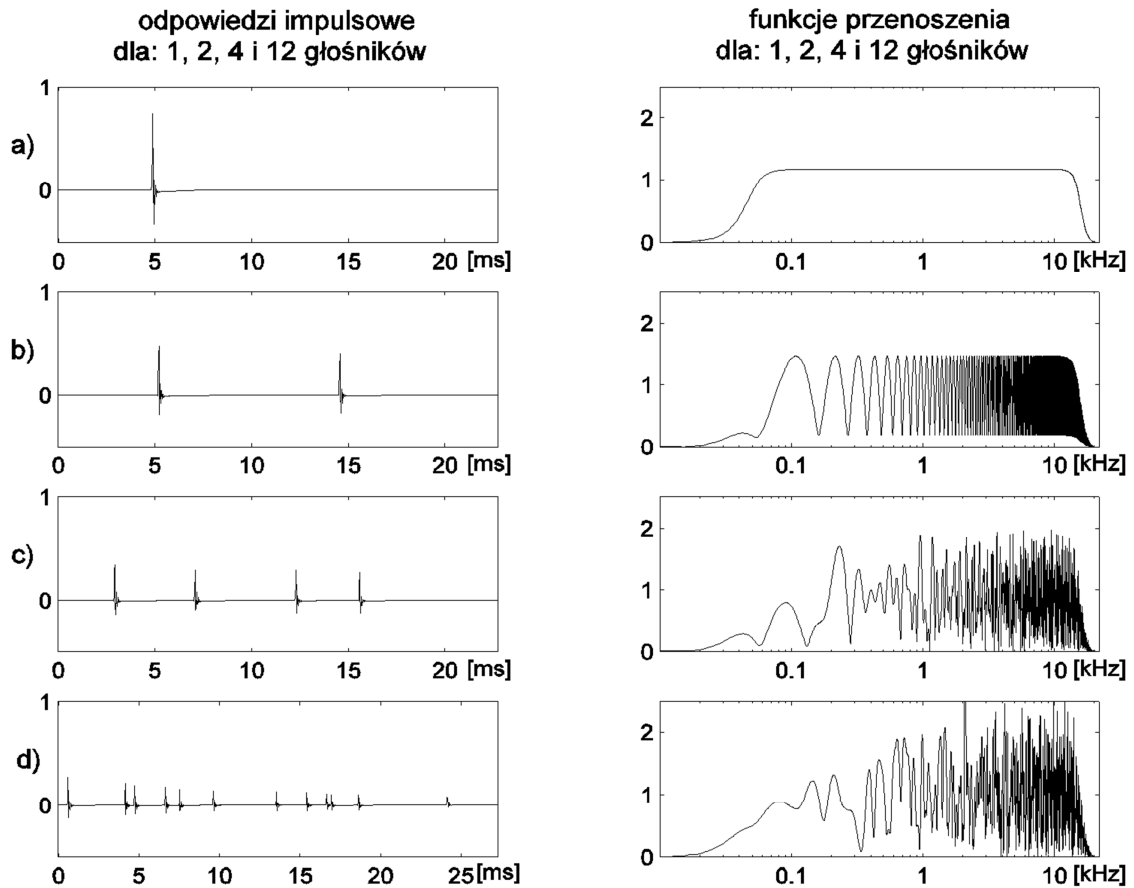 odpowiedzi impulsowe
dla: 1, 2, 4 i 12 głośników
funkcje przenoszenia
dla: 1, 2, 4 i 12 głośników
a)
1
0
0 5 10 15 20 [ms]
2
1
0
0.1 1 10 [kHz]
b)
1
0
0 5 10 15 20 [ms]
2
1
0
0.1 1 10 [kHz]
c)
1
0
0 5 10 15 20 [ms]
2
1
0
0.1 1 10 [kHz]
d)
1
0
0 5 10 15 20 25 [ms]
2
1
0
0.1 1 10 [kHz]